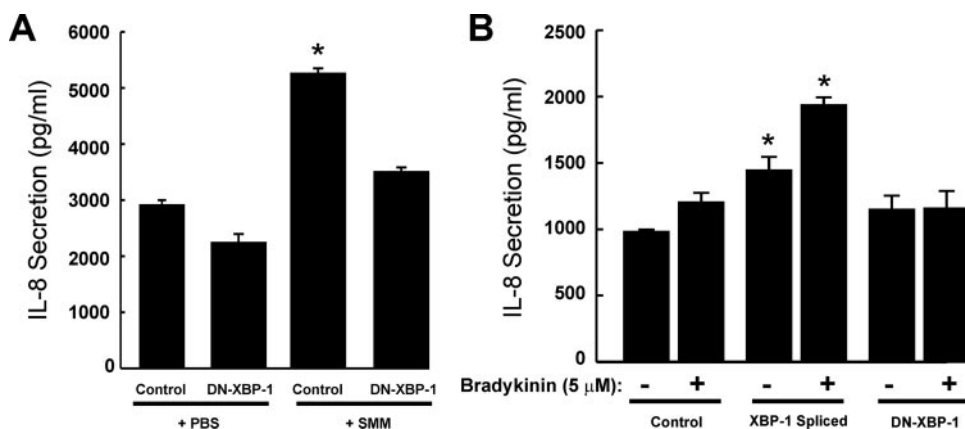 A
IL-8 Secretion (pg/ml)
6000
5000
4000
3000
2000
1000
0
*
Control DN-XBP-1 Control DN-XBP-1
+ PBS + SMM
B
IL-8 Secretion (pg/ml)
2500
2000
1500
1000
500
0
*
*
Bradykinin (5 μM): - + - + - +
Control XBP-1 Spliced DN-XBP-1